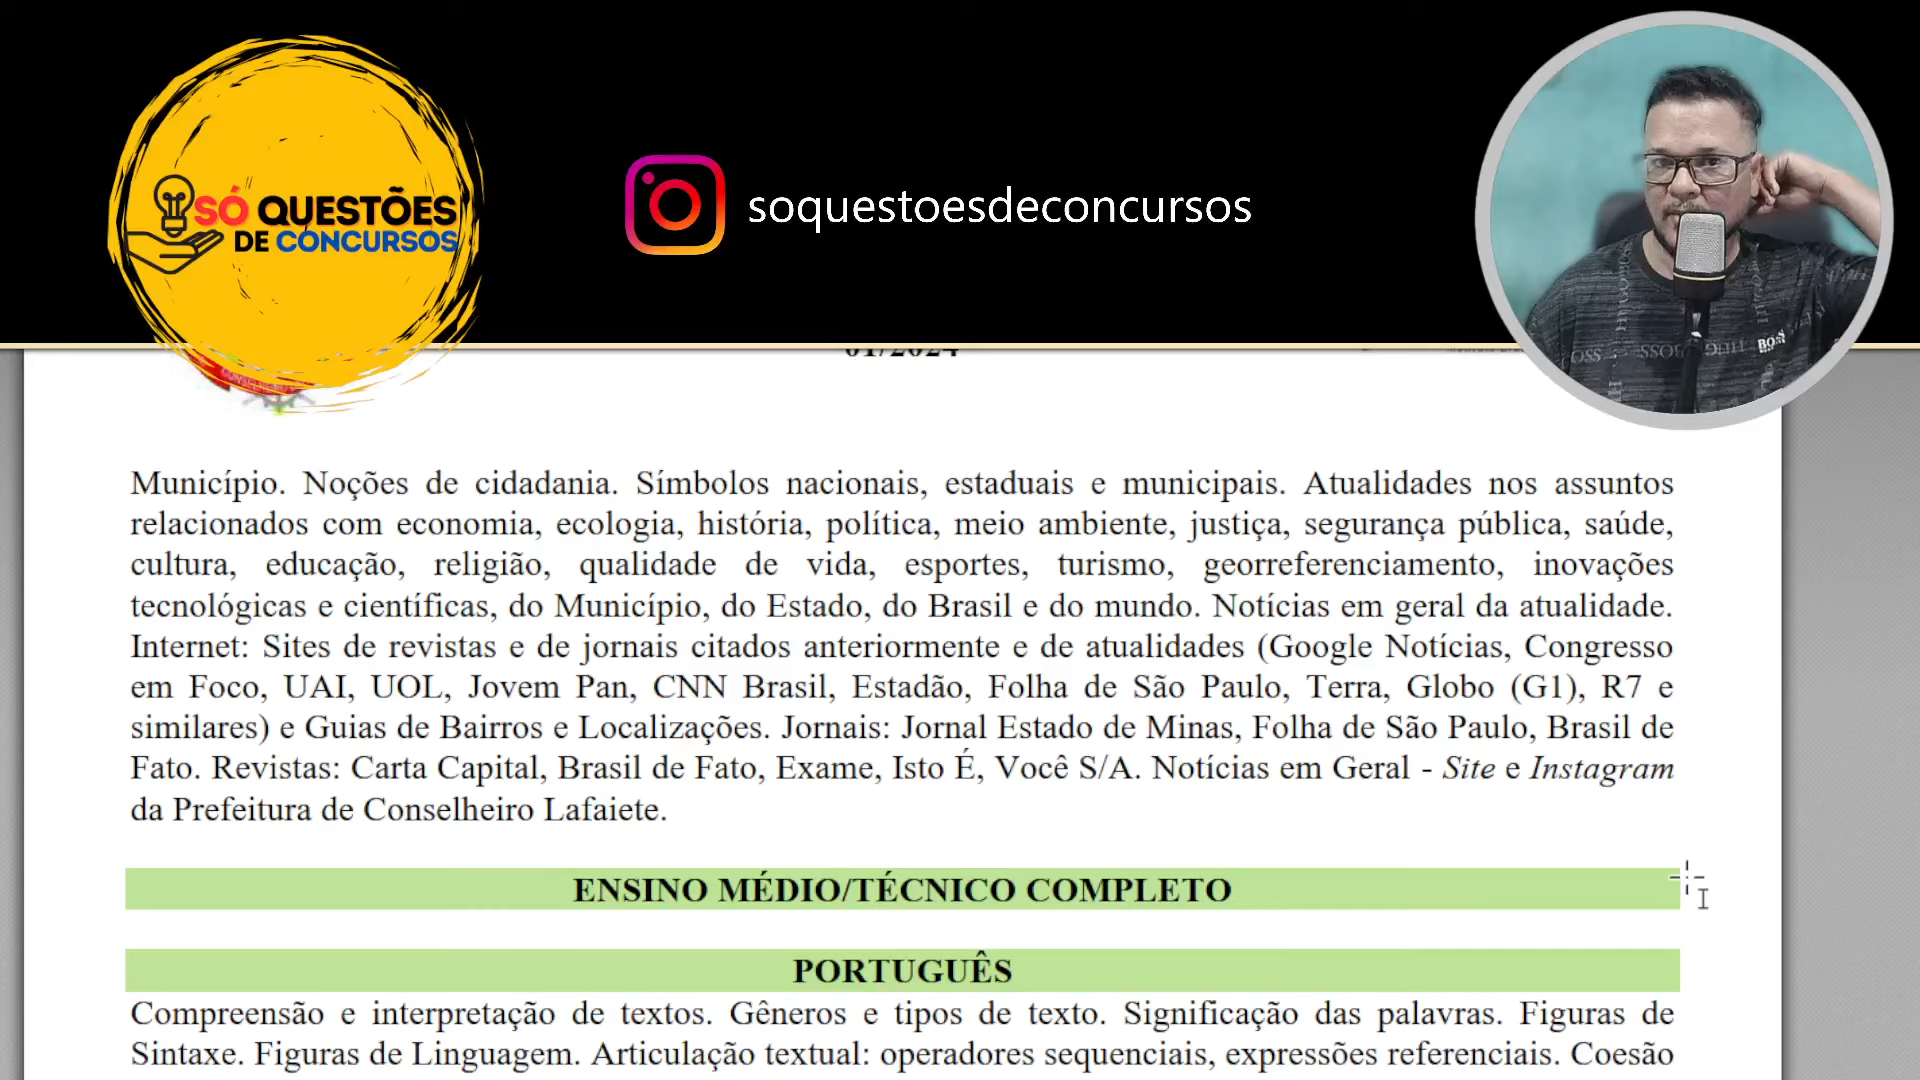 SÓ QUESTÕES
DE CONCURSOS
soquestoesdeconcursos
BOSS
01/2024
Município. Noções de cidadania. Símbolos nacionais, estaduais e municipais. Atualidades nos assuntos
relacionados com economia, ecologia, história, política, meio ambiente, justiça, segurança pública, saúde,
cultura, educação, religião, qualidade de vida, esportes, turismo, georreferenciamento, inovações
tecnológicas e científicas, do Município, do Estado, do Brasil e do mundo. Notícias em geral da atualidade.
Internet: Sites de revistas e de jornais citados anteriormente e de atualidades (Google Notícias, Congresso
em Foco, UAI, UOL, Jovem Pan, CNN Brasil, Estadão, Folha de São Paulo, Terra, Globo (G1), R7 e
similares) e Guias de Bairros e Localizações. Jornais: Jornal Estado de Minas, Folha de São Paulo, Brasil de
Fato. Revistas: Carta Capital, Brasil de Fato, Exame, Isto É, Você S/A. Notícias em Geral - Site e Instagram
da Prefeitura de Conselheiro Lafaiete.
ENSINO MÉDIO/TÉCNICO COMPLETO
PORTUGUÊS
Compreensão e interpretação de textos. Gêneros e tipos de texto. Significação das palavras. Figuras de
Sintaxe. Figuras de Linguagem. Articulação textual: operadores sequenciais, expressões referenciais. Coesão